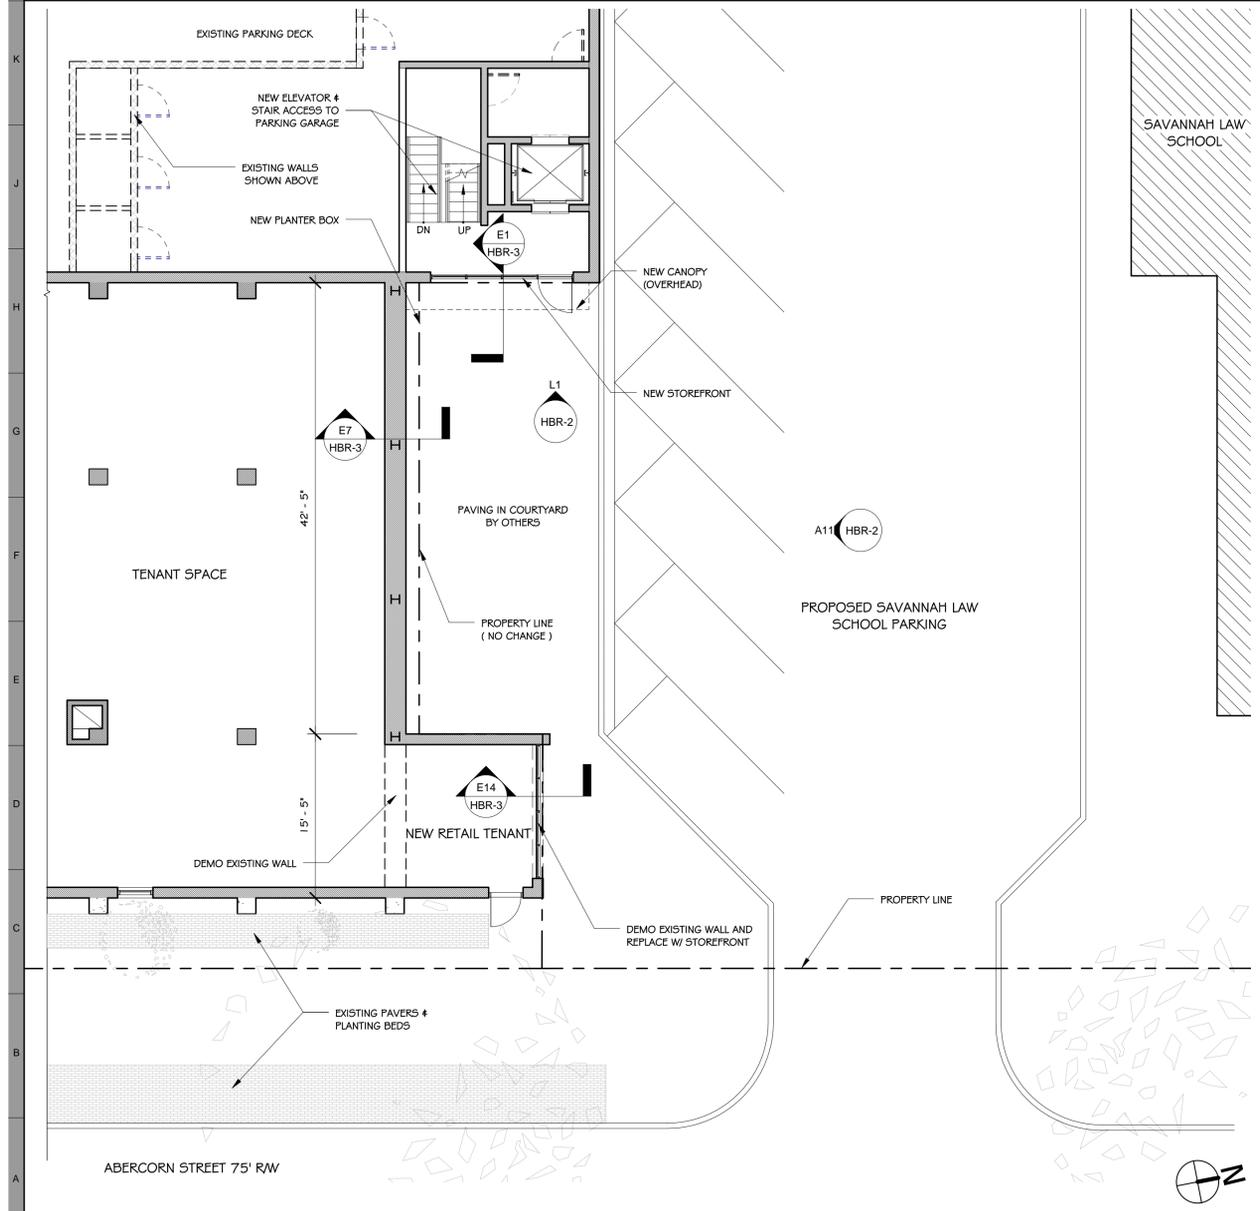 K
EXISTING PARKING DECK
NEW ELEVATOR &
STAIR ACCESS TO
PARKING GARAGE
SAVANNAH LAW
SCHOOL
EXISTING WALLS
SHOWN ABOVE
J
NEW PLANTER BOX
DN
UP
E1
HBR-3
NEW CANOPY
(OVERHEAD)
H
NEW STOREFRONT
L1
HBR-2
G
E7
HBR-3
42' - 5"
PAVING IN COURTYARD
BY OTHERS
A11
HBR-2
F
TENANT SPACE
PROPERTY LINE
( NO CHANGE )
PROPOSED SAVANNAH LAW
SCHOOL PARKING
E
E14
HBR-3
D
15' - 5"
NEW RETAIL TENANT
DEMO EXISTING WALL
PROPERTY LINE
C
DEMO EXISTING WALL AND
REPLACE W/ STOREFRONT
EXISTING PAVERS &
PLANTING BEDS
B
ABERCORN STREET 75' R/W
A
N